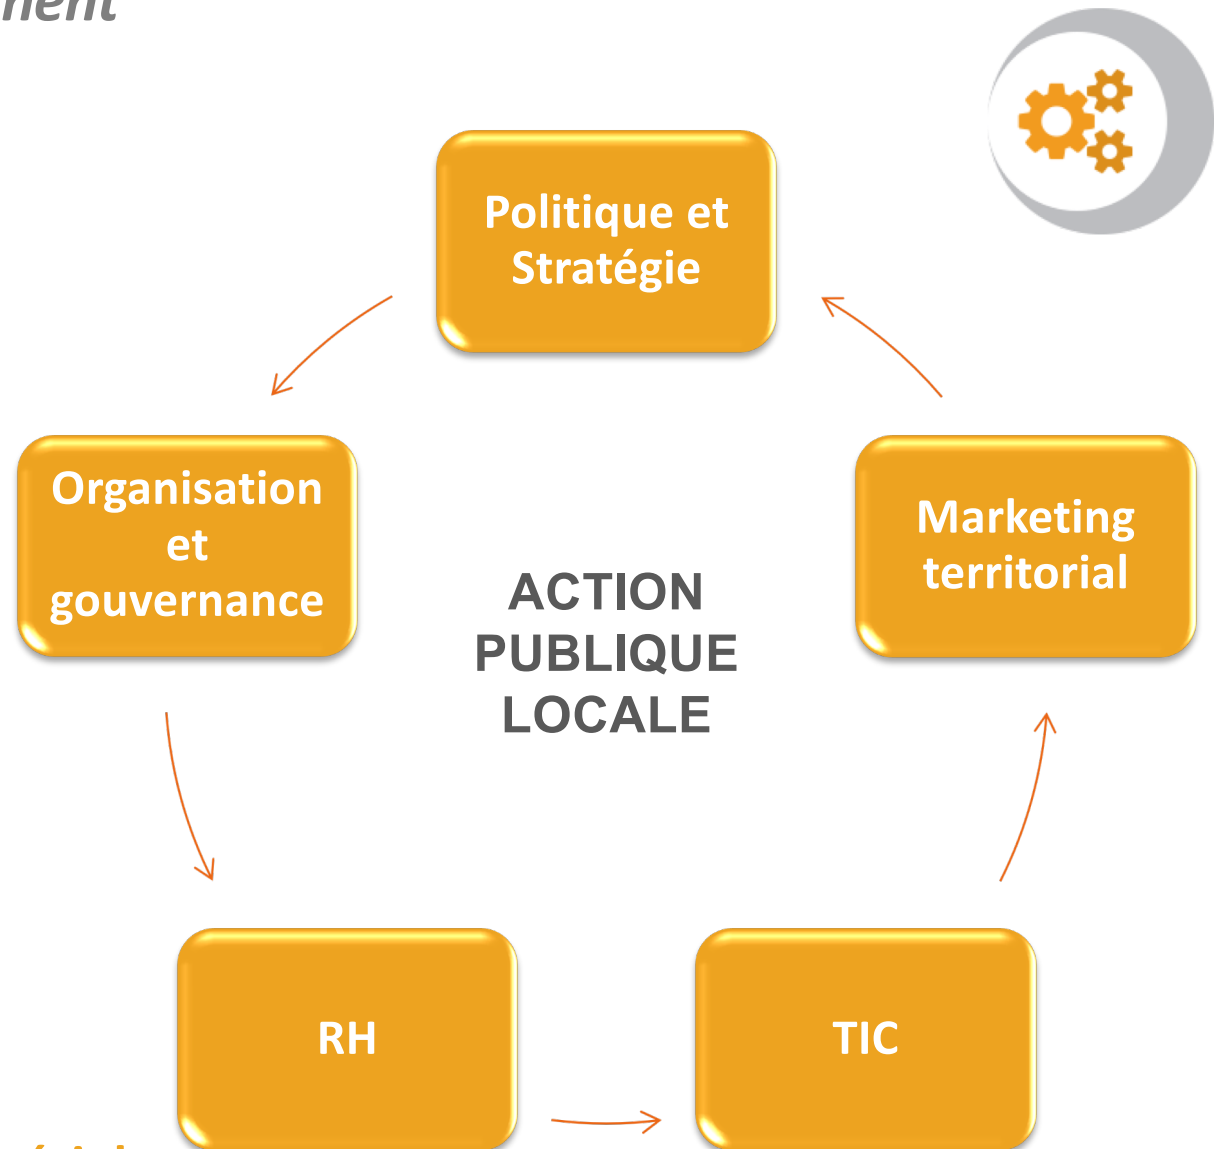 Politique et
Stratégie
Organisation
et
gouvernance
Marketing
territorial
ACTION
PUBLIQUE
LOCALE
RH
TIC